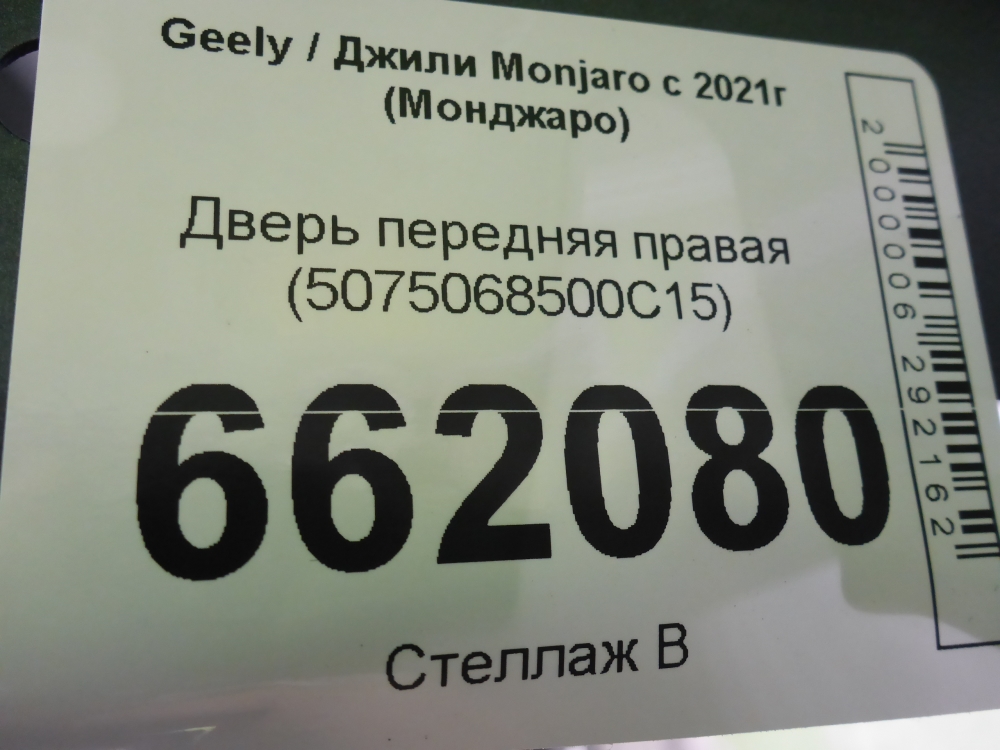 Geely / Джили Monjaro с 2021г
(Монджаро)
Дверь передняя правая
(5075068500C15)
662080
Стеллаж В
2000006292162